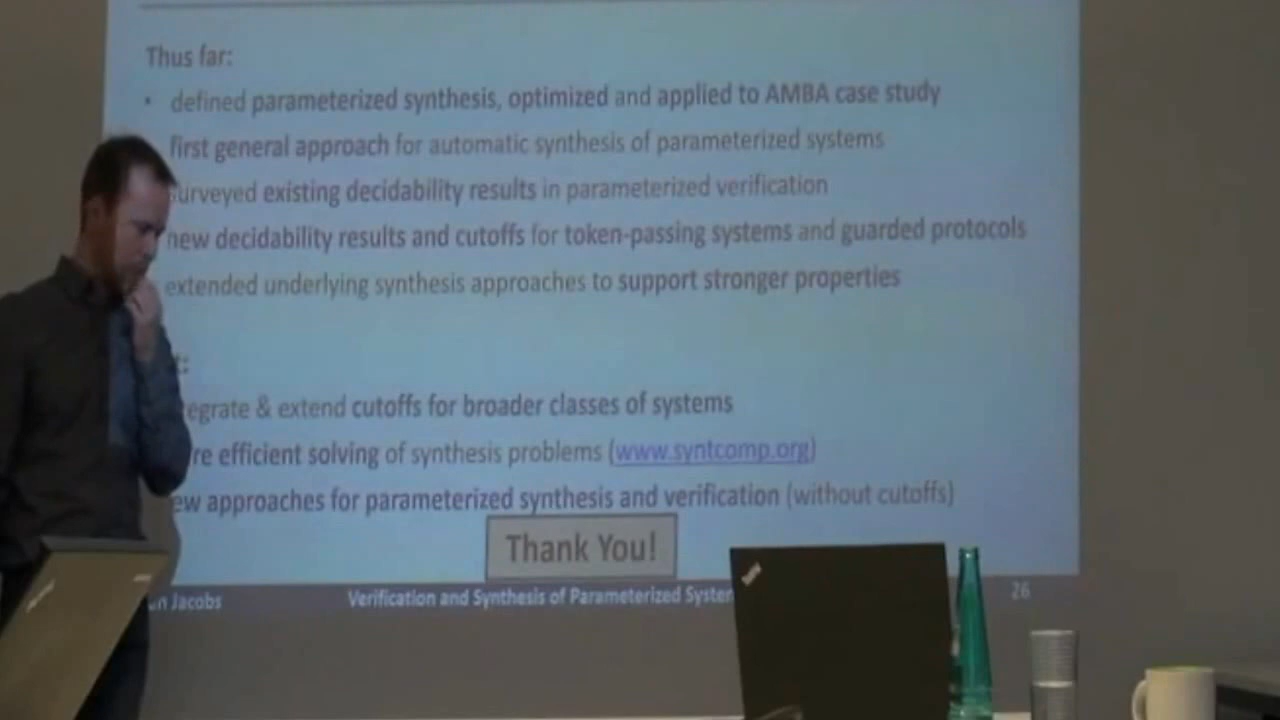 Thus far:
• defined parameterized synthesis, optimized and applied to AMBA case study
first general approach for automatic synthesis of parameterized systems
surveyed existing decidability results in parameterized verification
new decidability results and cutoffs for token-passing systems and guarded protocols
extended underlying synthesis approaches to support stronger properties
& extend cutoffs for broader classes of systems
efficient solving of synthesis problems (www.syntcomp.org)
approaches for parameterized synthesis and verification (without cutoffs)
Thank You!
Jacobs Verification and Synthesis of Parameterized 26